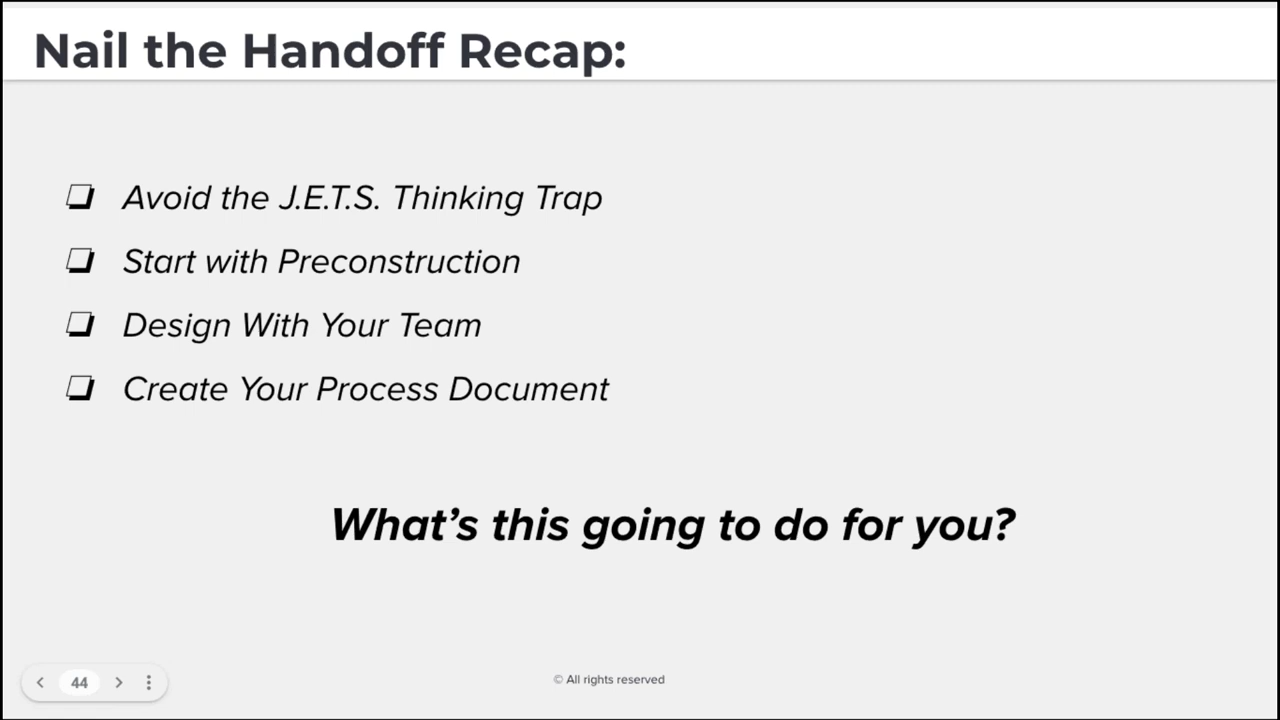 Nail the Handoff Recap:
❏ Avoid the J.E.T.S. Thinking Trap
❏ Start with Preconstruction
❏ Design With Your Team
❏ Create Your Process Document
What’s this going to do for you?
44
© All rights reserved